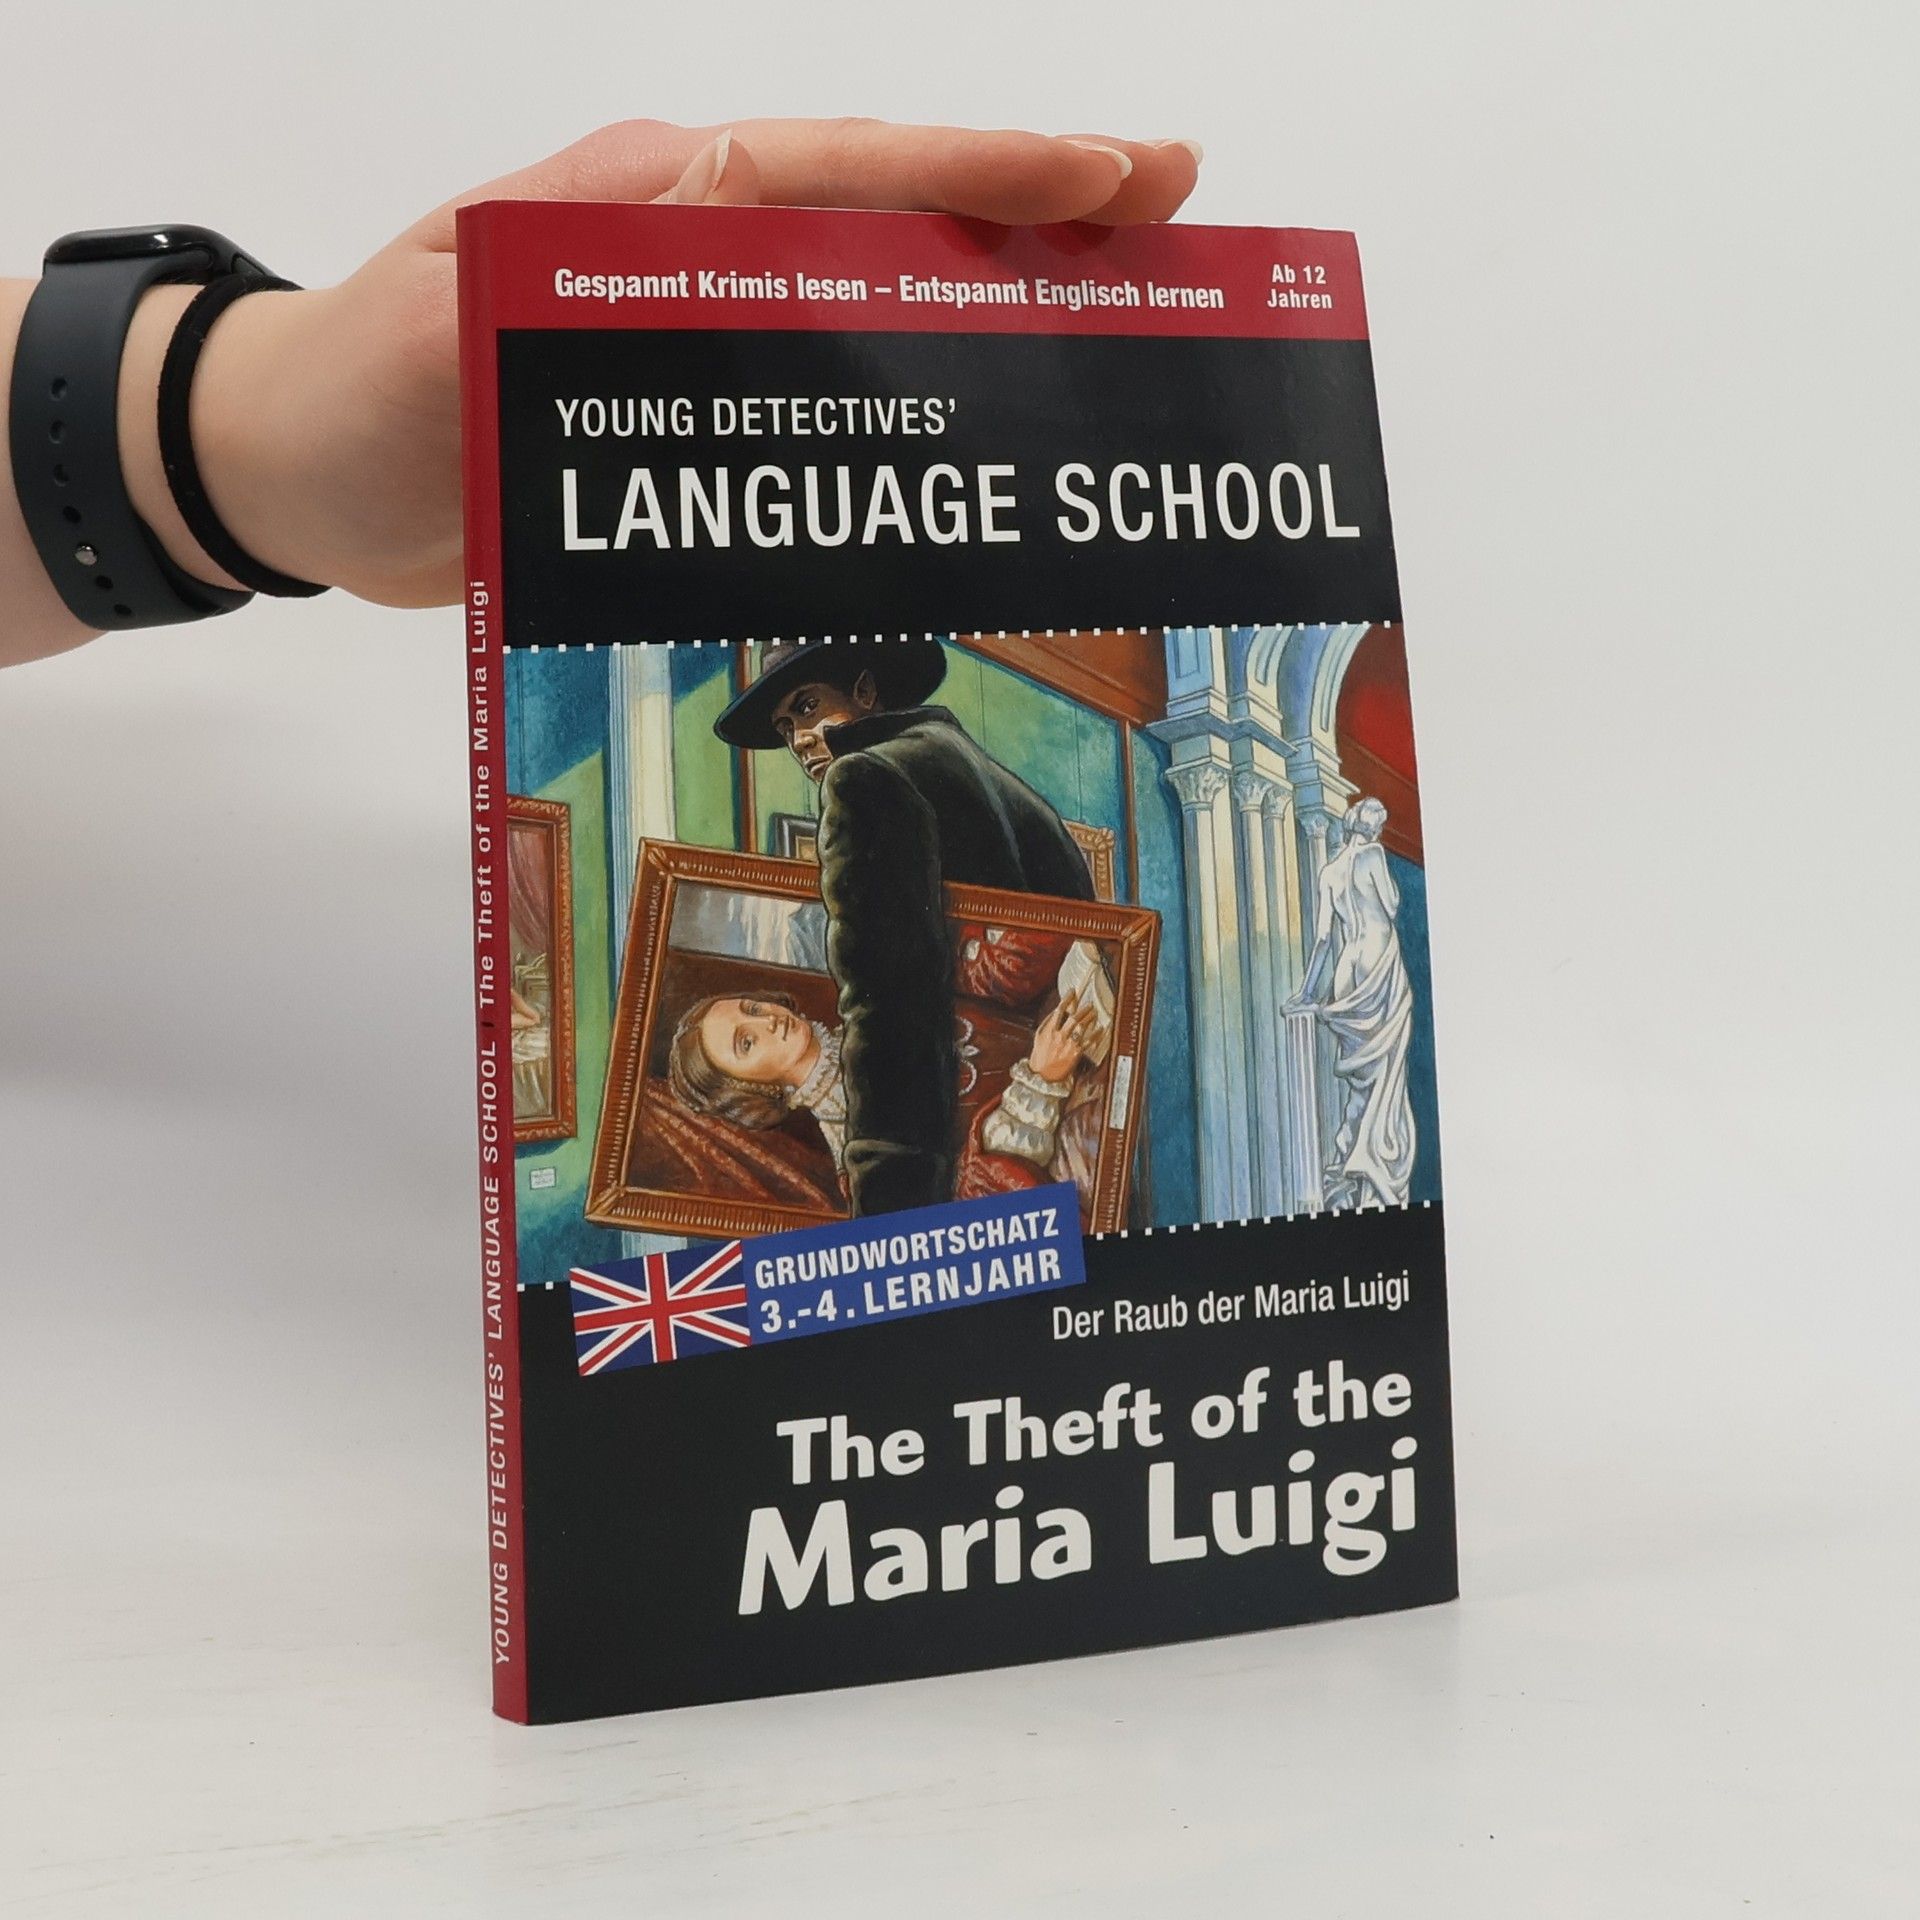 Gespannt Krimis lesen – Entspannt Englisch lernen
Ab 12
Jahren
YOUNG DETECTIVES’
LANGUAGE SCHOOL
GRUNDWORTSCHATZ
3.-4. LERNJAHR
Der Raub der Maria Luigi
The Theft of the
Maria Luigi
YOUNG DETECTIVES’ LANGUAGE SCHOOL / The Theft of the Maria Luigi